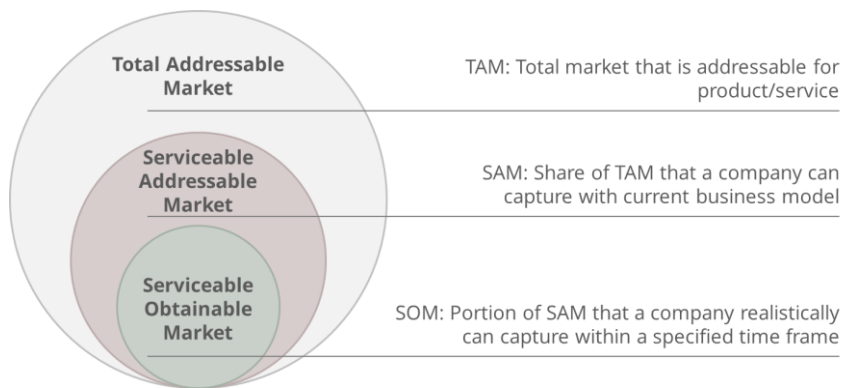 Total Addressable
Market
TAM: Total market that is addressable for
product/service
Serviceable
Addressable
Market
SAM: Share of TAM that a company can
capture with current business model
Serviceable
Obtainable
Market
SOM: Portion of SAM that a company realistically
can capture within a specified time frame